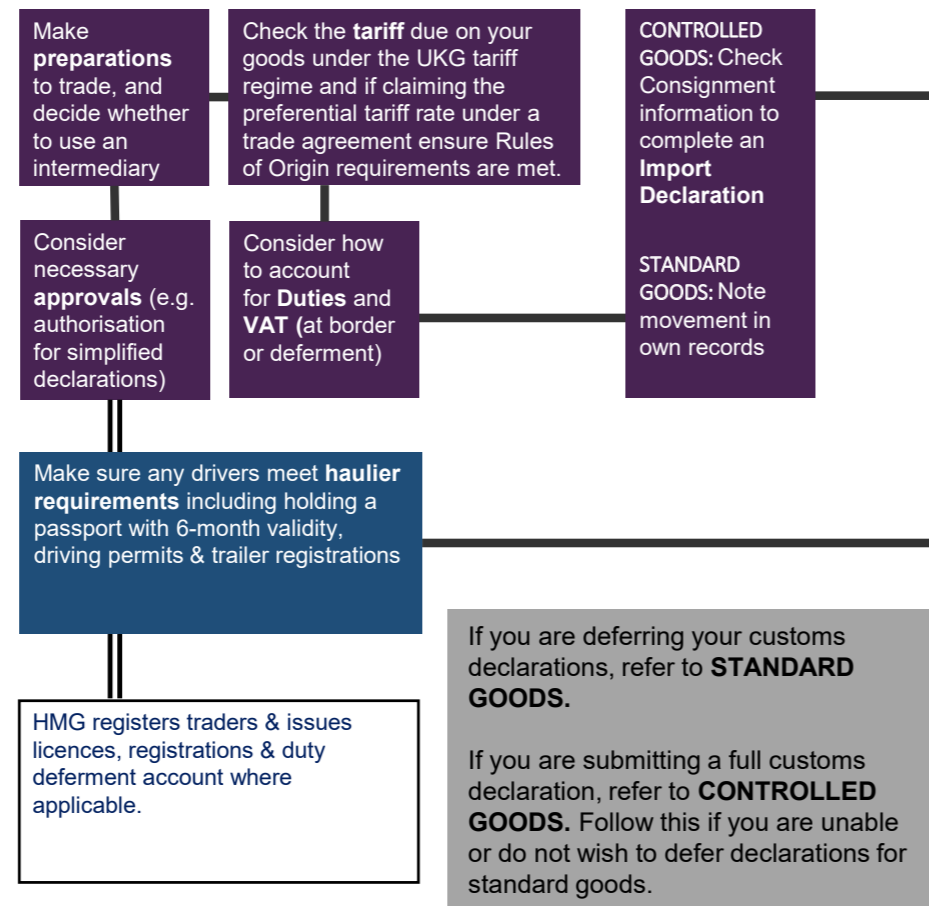 Make
preparations
to trade, and
decide whether
to use an
intermediary
Check the tariff due on your
goods under the UKG tariff
regime and if claiming the
preferential tariff rate under a
trade agreement ensure Rules
of Origin requirements are met.
CONTROLLED
GOODS: Check
Consignment
information to
complete an
Import
Declaration
STANDARD
GOODS: Note
movement in
own records
Consider
necessary
approvals (e.g.
authorisation
for simplified
declarations)
Consider how
to account
for Duties and
VAT (at border
or deferment)
Make sure any drivers meet haulier
requirements including holding a
passport with 6-month validity,
driving permits & trailer registrations
HMG registers traders & issues
licences, registrations & duty
deferment account where
applicable.
If you are deferring your customs
declarations, refer to STANDARD
GOODS.
If you are submitting a full customs
declaration, refer to CONTROLLED
GOODS. Follow this if you are unable
or do not wish to defer declarations for
standard goods.